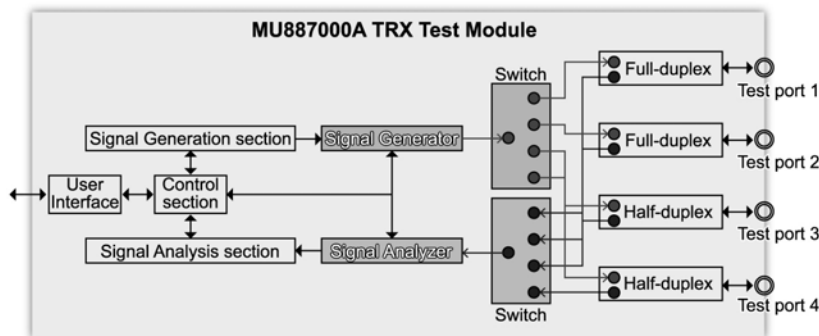 MU887000A TRX Test Module
Switch
Full-duplex
Test port 1
Signal Generation section
Signal Generator
Full-duplex
Test port 2
User
Interface
Control
section
Half-duplex
Test port 3
Signal Analysis section
Signal Analyzer
Half-duplex
Test port 4
Switch